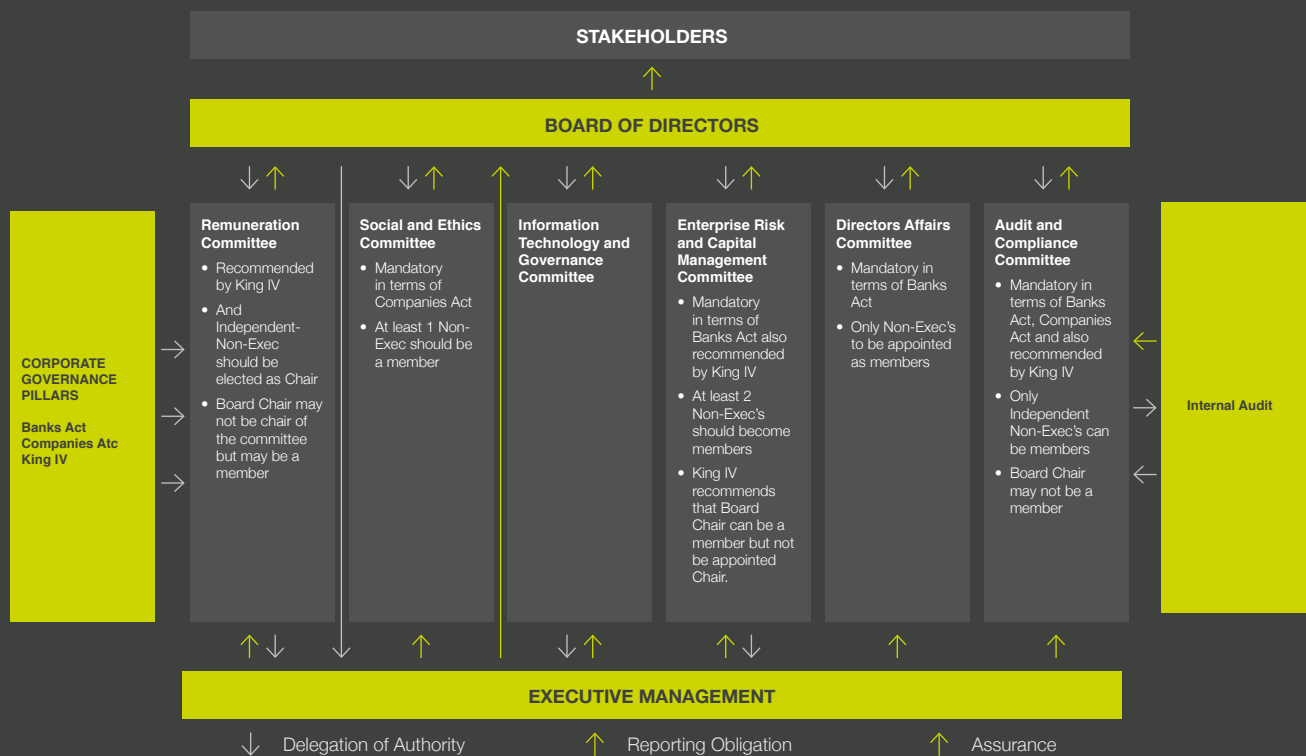 STAKEHOLDERS
BOARD OF DIRECTORS
CORPORATE
GOVERNANCE
PILLARS
Banks Act
Companies Atc
King IV
Remuneration
Committee
• Recommended
by King IV
• And
Independent-
Non-Exec
should be
elected as Chair
• Board Chair may
not be chair of
the committee
but may be a
member
Social and Ethics
Committee
• Mandatory
in terms of
Companies Act
• At least 1 Non-
Exec should be
a member
Information
Technology and
Governance
Committee
Enterprise Risk
and Capital
Management
Committee
• Mandatory
in terms of
Banks Act also
recommended
by King IV
• At least 2
Non-Exec's
should become
members
• King IV
recommends
that Board
Chair can be a
member but not
be appointed
Chair.
Directors Affairs
Committee
• Mandatory in
terms of Banks
Act
• Only Non-Exec's
to be appointed
as members
Audit and
Compliance
Committee
• Mandatory in
terms of Banks
Act, Companies
Act and also
recommended
by King IV
• Only
Independent
Non-Exec's can
be members
• Board Chair
may not be a
member
Internal Audit
EXECUTIVE MANAGEMENT
Delegation of Authority
Reporting Obligation
Assurance